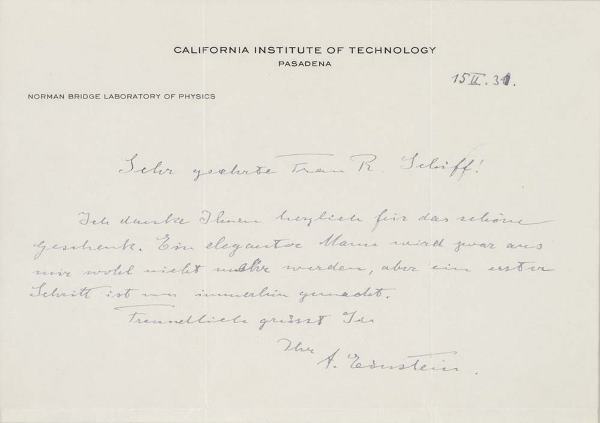 CALIFORNIA INSTITUTE OF TECHNOLOGY
PASADENA
15 II. 31.
NORMAN BRIDGE LABORATORY OF PHYSICS
Sehr geehrte Frau R. Schiff!
Ich danke Ihnen herzlich für das schöne
Geschenk. Ein eleganter Mann wird zwar aus
mir wohl nicht mehr werden, aber ein erster
Schritt ist nun immerhin gemacht.
Freundlich grüsst Sie
Ihr
A. Einstein.